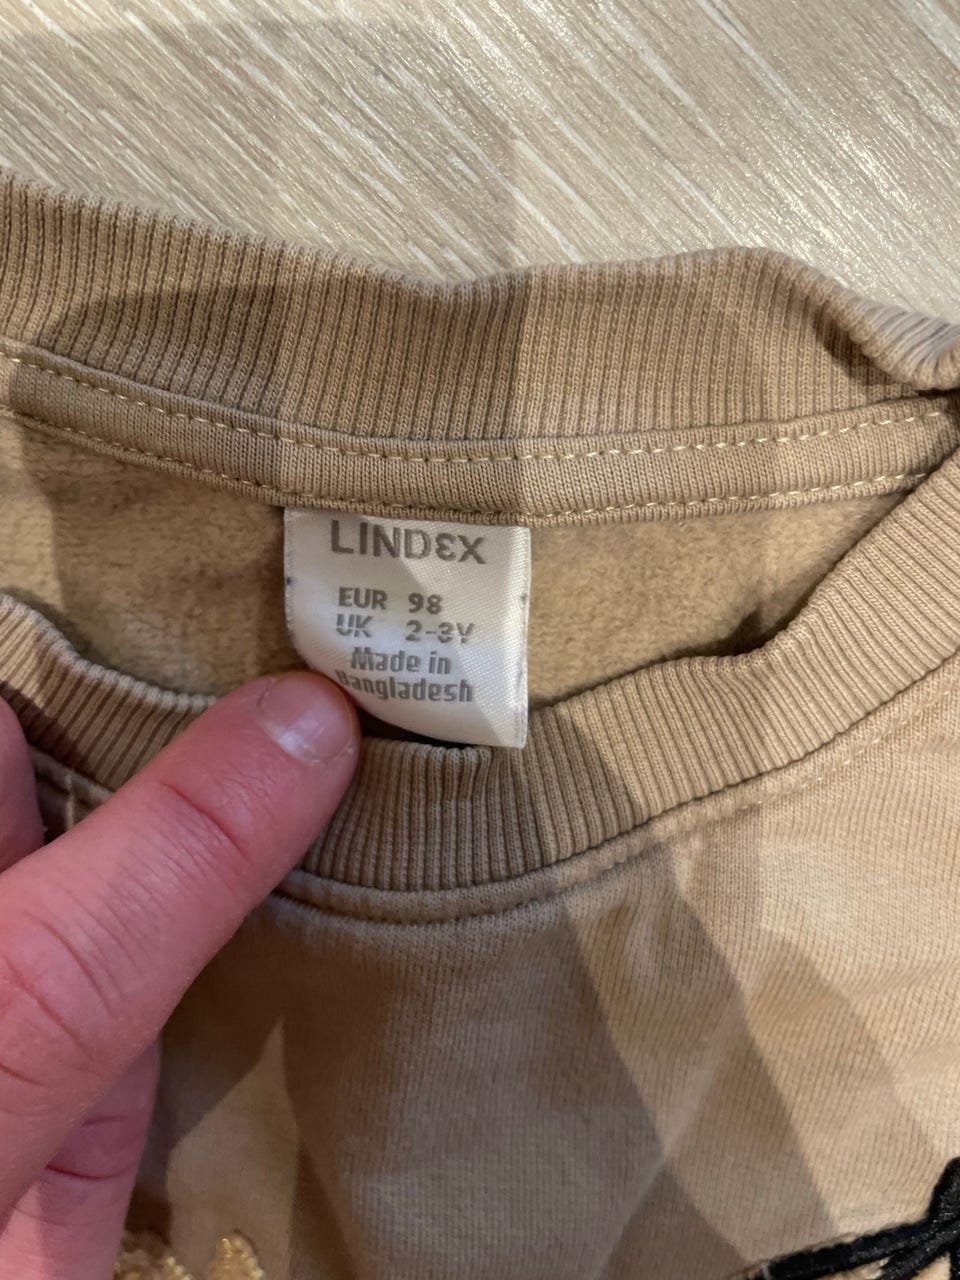 LINDEX
EUR 98
UK 2-3Y
Made in
Bangladesh